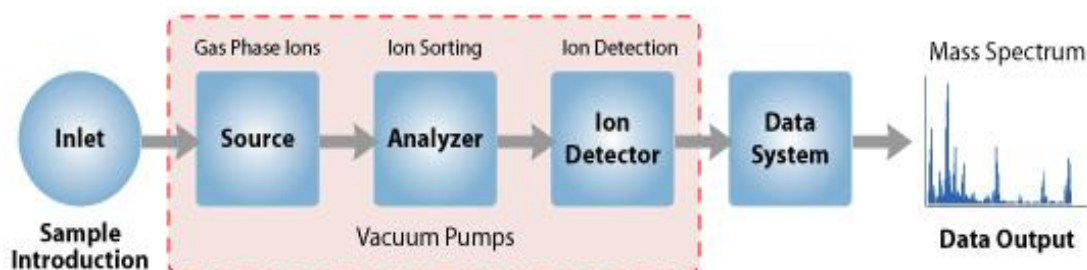 Gas Phase Ions
Ion Sorting
Ion Detection
Mass Spectrum
Inlet
Source
Analyzer
Ion
Detector
Data
System
Sample
Introduction
Vacuum Pumps
Data Output